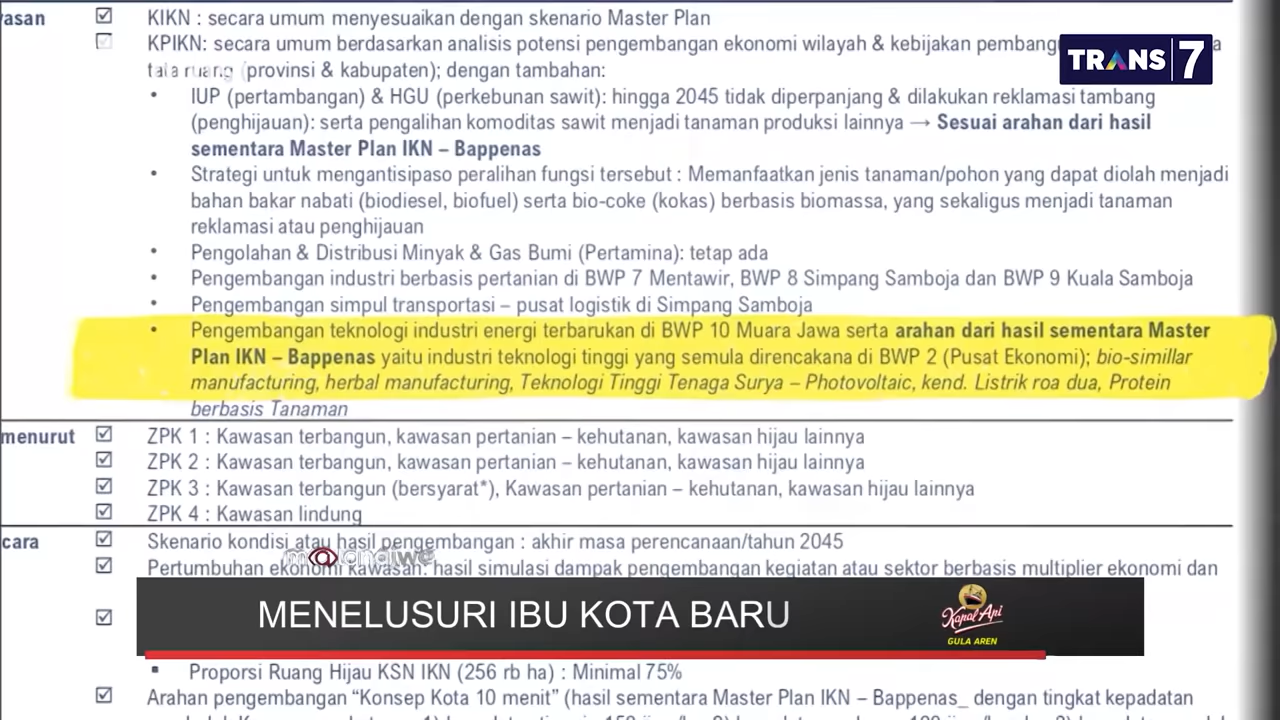 vasan
KIKN : secara umum menyesuaikan dengan skenario Master Plan
KPIKN: secara umum berdasarkan analisis potensi pengembangan ekonomi wilayah & kebijakan
TRANS 7
tata ruang (provinsi & kabupaten); dengan tambahan:
• IUP (pertambangan) & HGU (perkebunan sawit): hingga 2045 tidak diperpanjang & dilakukan reklamasi tambang
(penghijauan): serta pengalihan komoditas sawit menjadi tanaman produksi lainnya → Sesuai arahan dari hasil
sementara Master Plan IKN – Bappenas
• Strategi untuk mengantisipaso peralihan fungsi tersebut : Memanfaatkan jenis tanaman/pohon yang dapat diolah menjadi
bahan bakar nabati (biodiesel, biofuel) serta bio-coke (kokas) berbasis biomassa, yang sekaligus menjadi tanaman
reklamasi atau penghijauan
• Pengolahan & Distribusi Minyak & Gas Bumi (Pertamina): tetap ada
• Pengembangan industri berbasis pertanian di BWP 7 Mentawir, BWP 8 Simpang Samboja dan BWP 9 Kuala Samboja
• Pengembangan simpul transportasi – pusat logistik di Simpang Samboja
• Pengembangan teknologi industri energi terbarukan di BWP 10 Muara Jawa serta arahan dari hasil sementara Master
Plan IKN – Bappenas yaitu industri teknologi tinggi yang semula direncakana di BWP 2 (Pusat Ekonomi); bio-simillar
manufacturing, herbal manufacturing, Teknologi Tinggi Tenaga Surya – Photovoltaic, kend. Listrik roa dua, Protein
berbasis Tanaman
menurut
ZPK 1 : Kawasan terbangun, kawasan pertanian – kehutanan, kawasan hijau lainnya
ZPK 2 : Kawasan terbangun, kawasan pertanian – kehutanan, kawasan hijau lainnya
ZPK 3 : Kawasan terbangun (bersyarat*), Kawasan pertanian – kehutanan, kawasan hijau lainnya
ZPK 4 : Kawasan lindung
cara
Skenario kondisi atau hasil pengembangan : akhir masa perencanaan/tahun 2045
Pertumbuhan ekonomi kawasan: hasil simulasi dampak pengembangan kegiatan atau sektor berbasis multiplier ekonomi dan
MENELUSURI IBU KOTA BARU
Kapal Api
GULA AREN
▪ Proporsi Ruang Hijau KSN IKN (256 rb ha) : Minimal 75%
Arahan pengembangan “Konsep Kota 10 menit” (hasil sementara Master Plan IKN – Bappenas_ dengan tingkat kepadatan